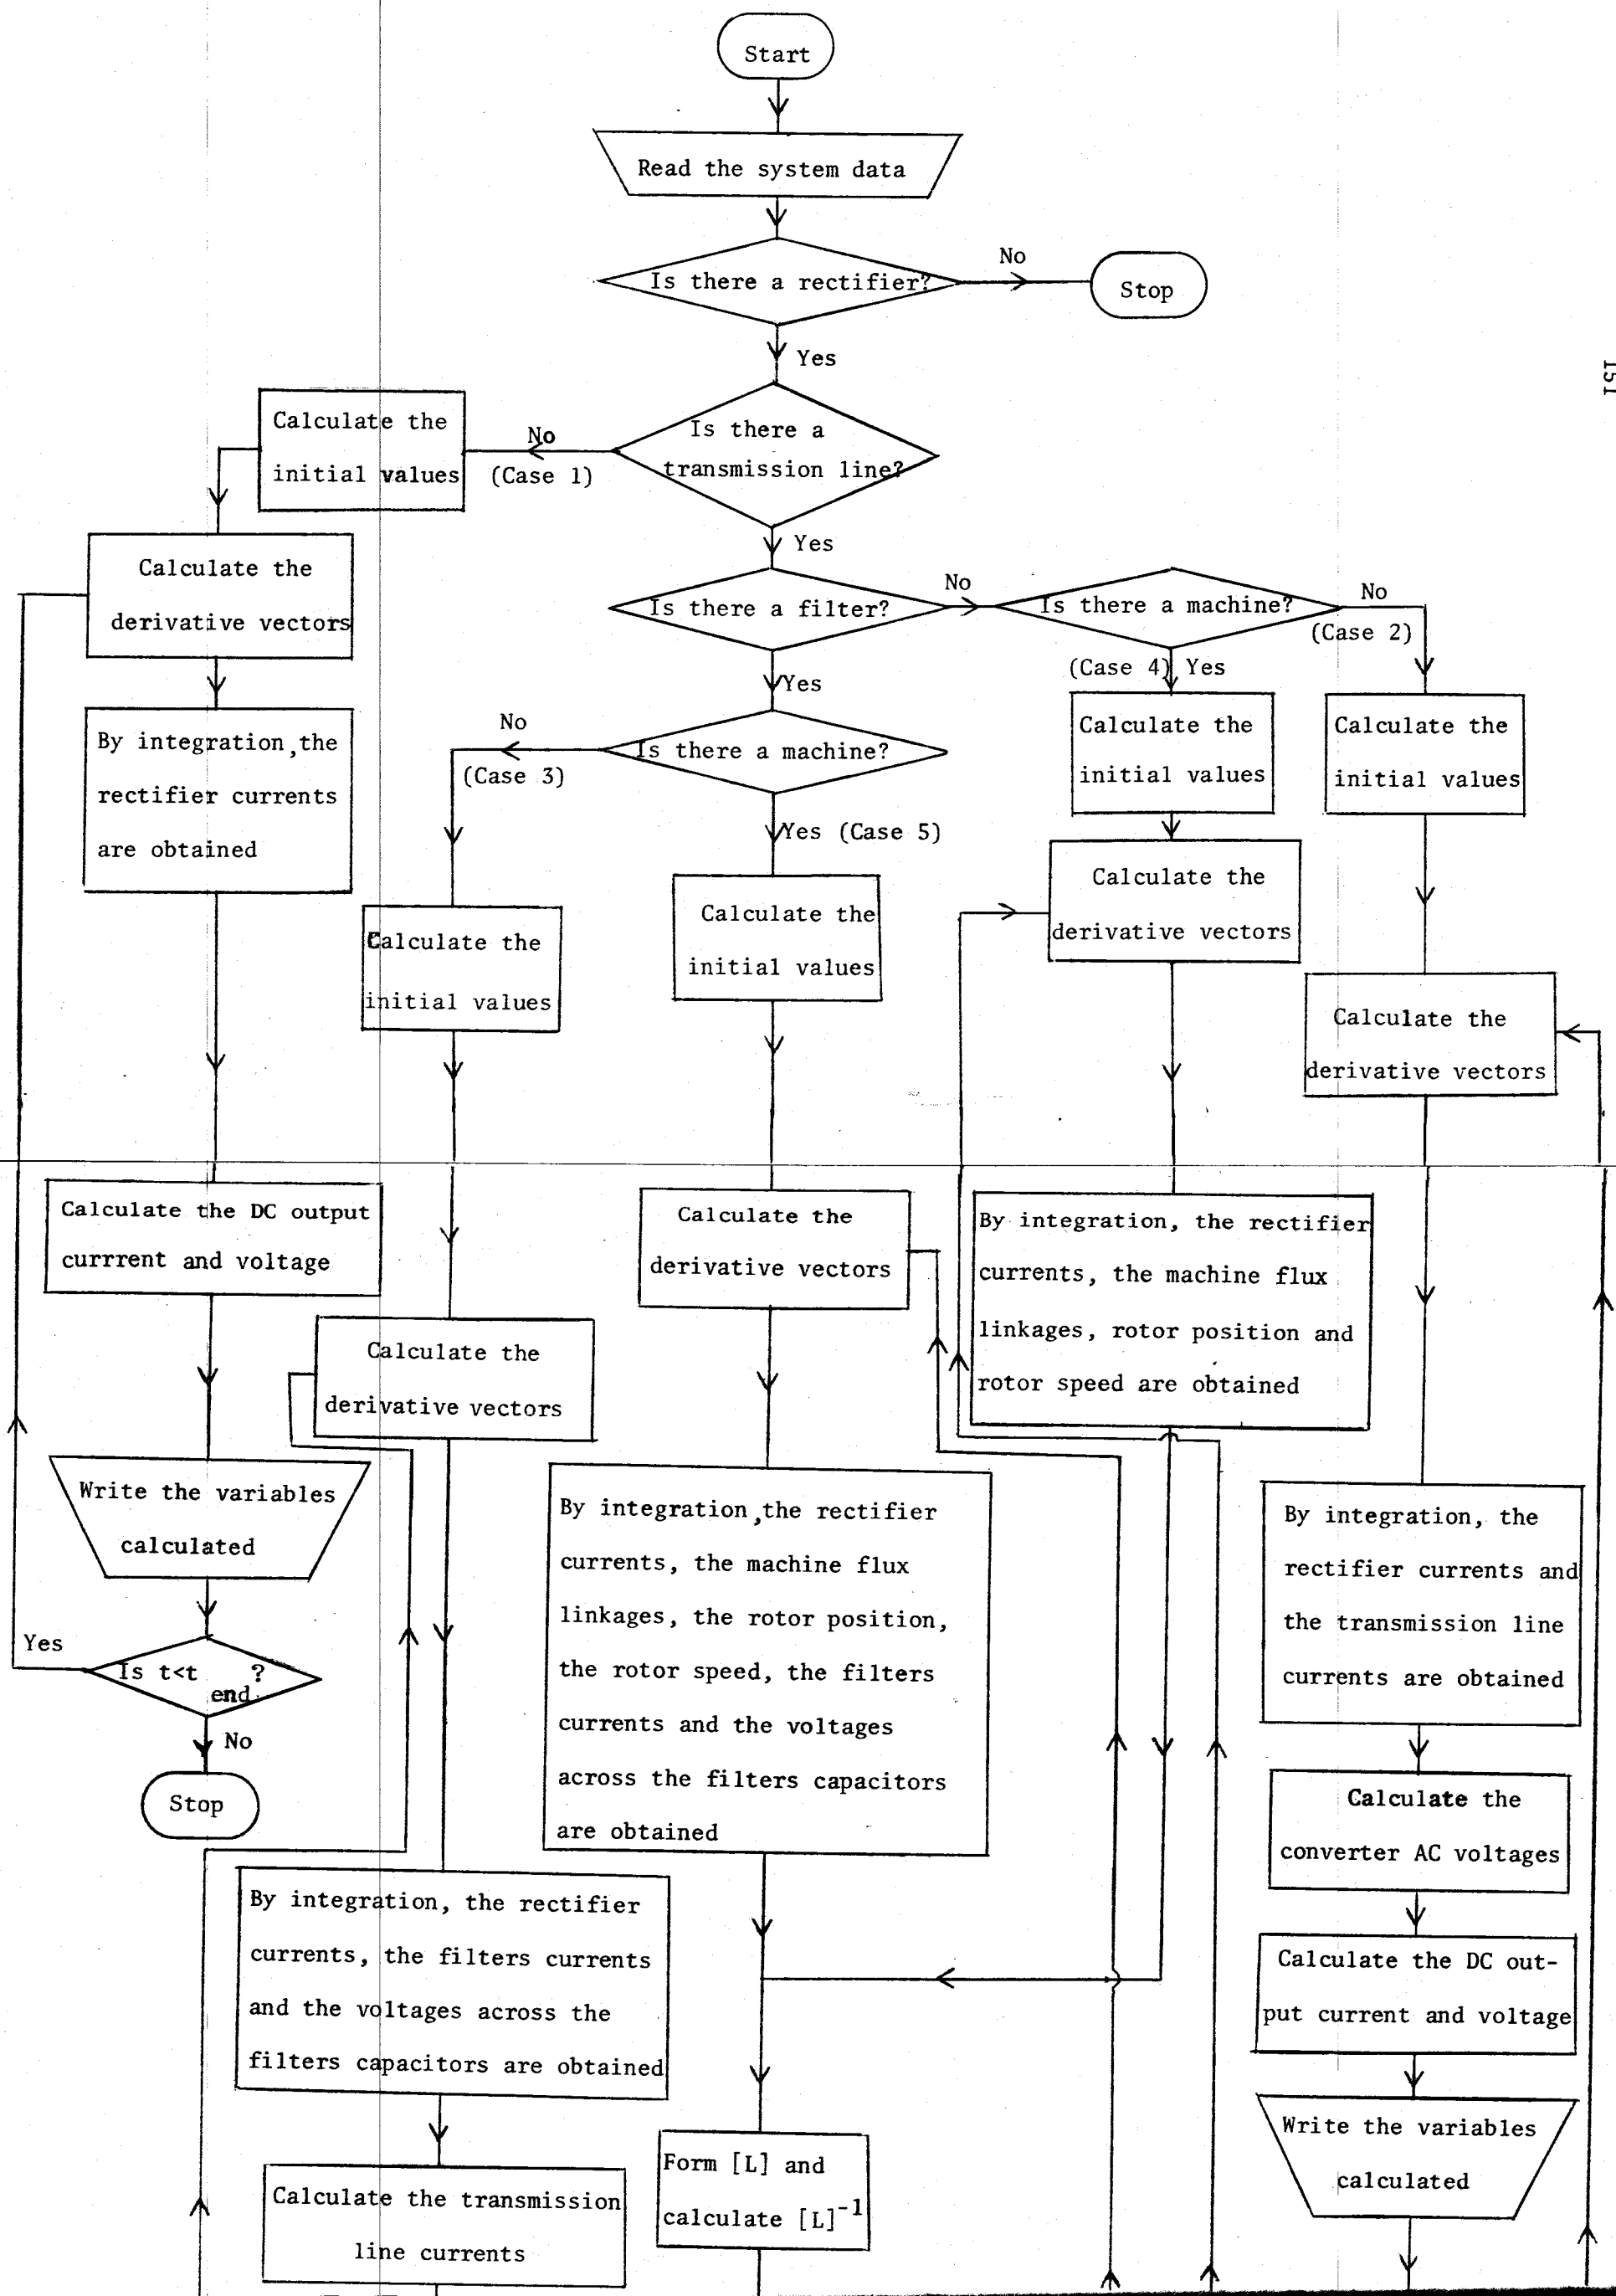 Start
Read the system data
Is there a rectifier?
No
Stop
Yes
151
Is there a
transmission line?
No
(Case 1)
Calculate the
initial values
Yes
Calculate the
derivative vectors
Is there a filter?
No
Is there a machine?
No
(Case 2)
(Case 4) Yes
Yes
By integration, the
rectifier currents
are obtained
No
(Case 3)
Is there a machine?
Calculate the
initial values
Calculate the
initial values
Yes (Case 5)
Calculate the
derivative vectors
Calculate the
initial values
Calculate the
initial values
Calculate the
derivative vectors
Calculate the DC output
currrent and voltage
Calculate the
derivative vectors
By integration, the rectifier
currents, the machine flux
linkages, rotor position and
rotor speed are obtained
Calculate the
derivative vectors
Write the variables
calculated
By integration, the rectifier
currents, the machine flux
linkages, the rotor position,
the rotor speed, the filters
currents and the voltages
across the filters capacitors
are obtained
By integration, the
rectifier currents and
the transmission line
currents are obtained
Yes
Is t<t end ?
No
Stop
Calculate the
converter AC voltages
By integration, the rectifier
currents, the filters currents
and the voltages across the
filters capacitors are obtained
Calculate the DC out-
put current and voltage
Write the variables
calculated
Form [L] and
calculate [L]-1
Calculate the transmission
line currents